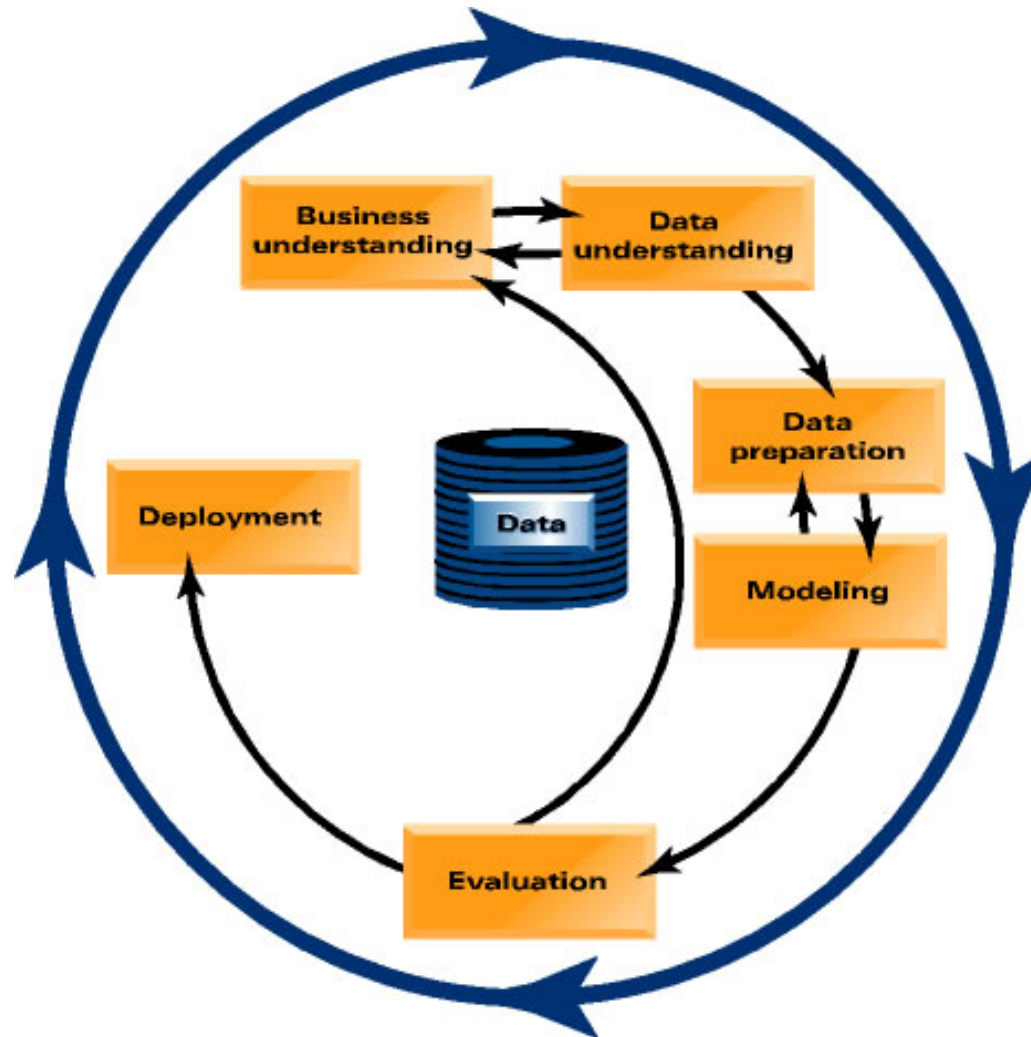 Business
understanding
Data
understanding
Data
preparation
Deployment
Data
Modeling
Evaluation